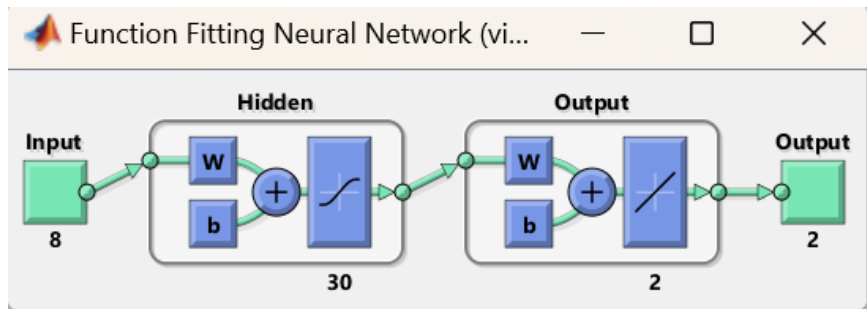 Function Fitting Neural Network (vi...
Hidden
Output
Input
Output
W
W
b
b
8
2
30
2